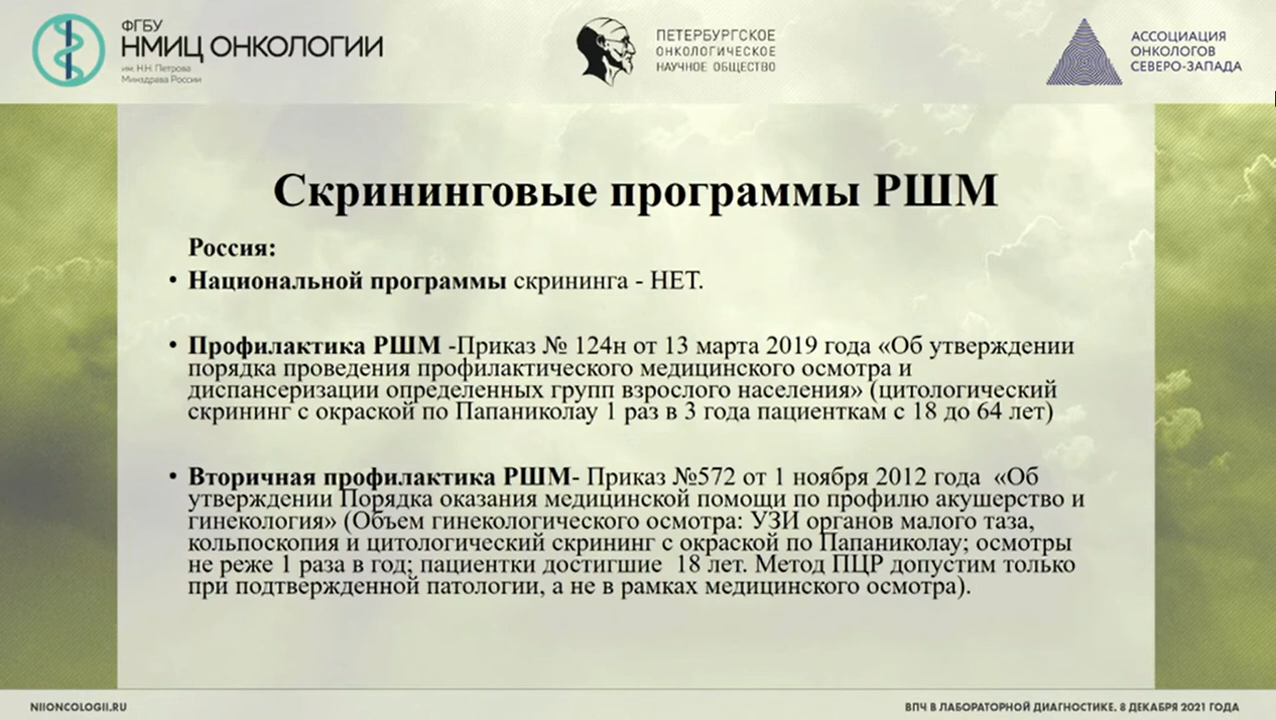 ФГБУ
НМИЦ ОНКОЛОГИИ
им. Н.Н. Петрова
Минздрава России
ПЕТЕРБУРГСКОЕ
ОНКОЛОГИЧЕСКОЕ
НАУЧНОЕ ОБЩЕСТВО
АССОЦИАЦИЯ
ОНКОЛОГОВ
СЕВЕРО-ЗАПАДА
Скрининговые программы РШМ
Россия:
• Национальной программы скрининга - НЕТ.
• Профилактика РШМ -Приказ № 124н от 13 марта 2019 года «Об утверждении
порядка проведения профилактического медицинского осмотра и
диспансеризации определенных групп взрослого населения» (цитологический
скрининг с окраской по Папаниколау 1 раз в 3 года пациенткам с 18 до 64 лет)
• Вторичная профилактика РШМ- Приказ №572 от 1 ноября 2012 года «Об
утверждении Порядка оказания медицинской помощи по профилю акушерство и
гинекология» (Объем гинекологического осмотра: УЗИ органов малого таза,
кольпоскопия и цитологический скрининг с окраской по Папаниколау; осмотры
не реже 1 раза в год; пациентки достигшие 18 лет. Метод ПЦР допустим только
при подтвержденной патологии, а не в рамках медицинского осмотра).
NIIONCOLOGII.RU
ВПЧ В ЛАБОРАТОРНОЙ ДИАГНОСТИКЕ. 8 ДЕКАБРЯ 2021 ГОДА